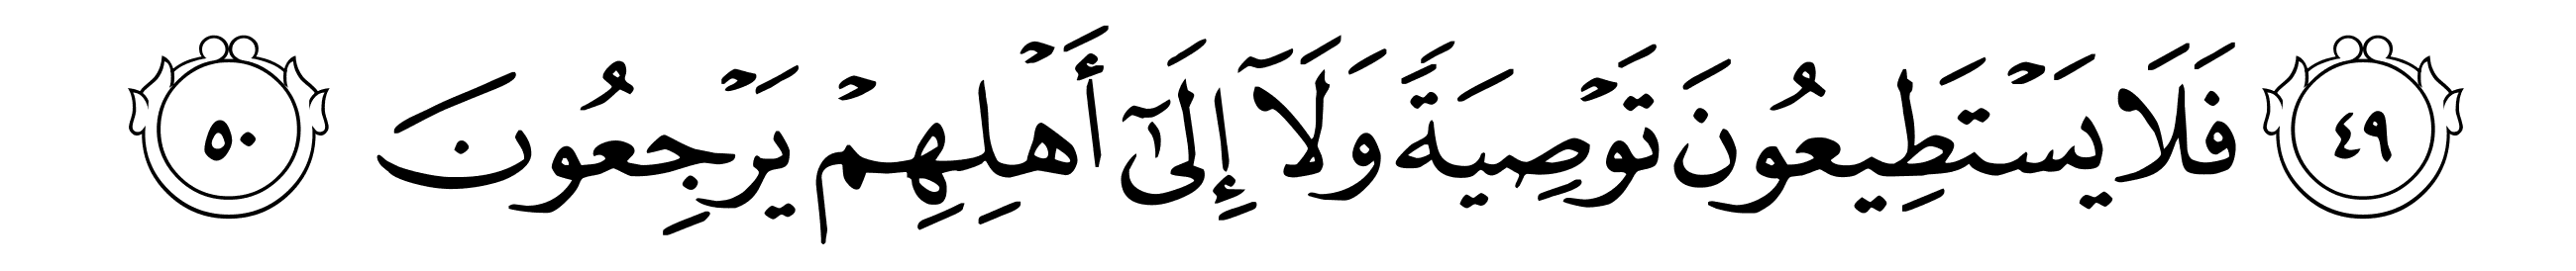 ٤٩ فَلَا يَسْتَطِيعُونَ تَوْصِيَةً وَلَآ إِلَىٰٓ أَهْلِهِمْ يَرْجِعُونَ ٥٠